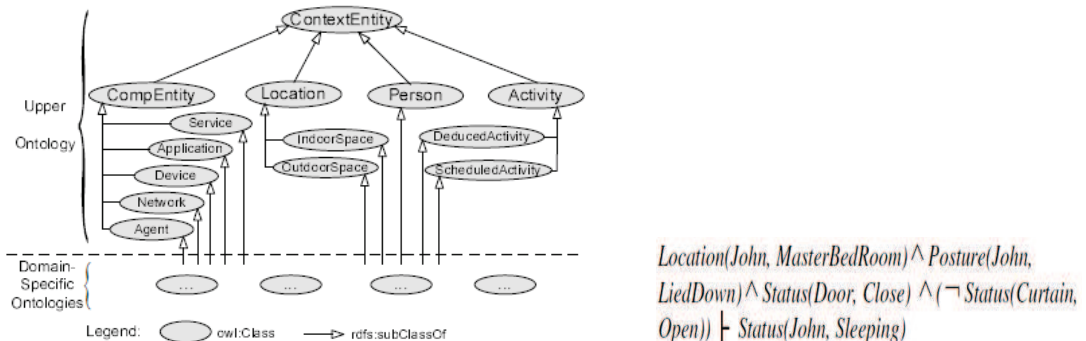 ContextEntity
CompEntity
Location
Person
Activity
Upper
Ontology
Service
Application
Device
Network
Agent
IndoorSpace
OutdoorSpace
DeducedActivity
ScheduledActivity
Domain-
Specific
Ontologies
...
...
...
...
Legend:
owl:Class
rdfs:subClassOf
Location(John, MasterBedRoom) ∧ Posture(John,
LiedDown) ∧ Status(Door, Close) ∧ (¬ Status(Curtain,
Open)) ├ Status(John, Sleeping)